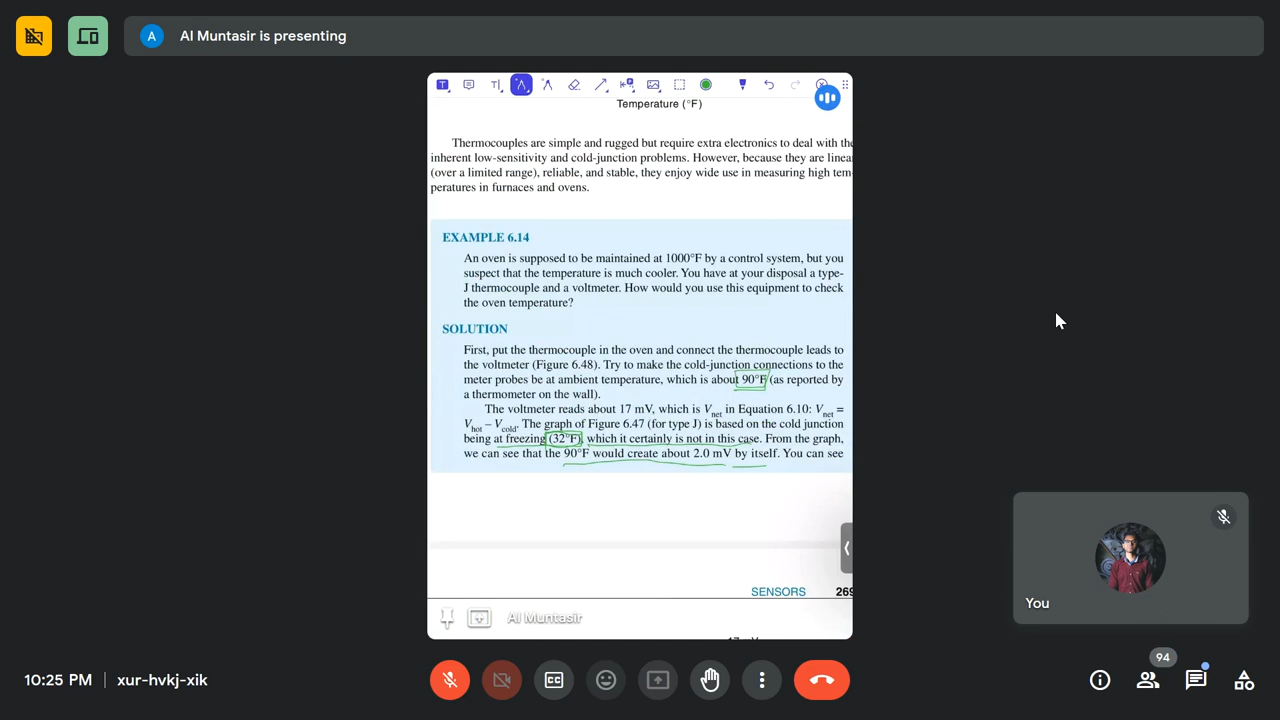 A
Al Muntasir is presenting
T
T
Temperature (°F)
Thermocouples are simple and rugged but require extra electronics to deal with the
inherent low-sensitivity and cold-junction problems. However, because they are linea
(over a limited range), reliable, and stable, they enjoy wide use in measuring high tem-
peratures in furnaces and ovens.
EXAMPLE 6.14
An oven is supposed to be maintained at 1000°F by a control system, but you
suspect that the temperature is much cooler. You have at your disposal a type-
J thermocouple and a voltmeter. How would you use this equipment to check
the oven temperature?
SOLUTION
First, put the thermocouple in the oven and connect the thermocouple leads to
the voltmeter (Figure 6.48). Try to make the cold-junction connections to the
meter probes be at ambient temperature, which is about 90°F (as reported by
a thermometer on the wall).
The voltmeter reads about 17 mV, which is Vnet in Equation 6.10: Vnet =
Vhot – Vcold. The graph of Figure 6.47 (for type J) is based on the cold junction
being at freezing (32°F), which it certainly is not in this case. From the graph,
we can see that the 90°F would create about 2.0 mV by itself. You can see
SENSORS 269
Al Muntasir
You
10:25 PM xur-hvkj-xik
94